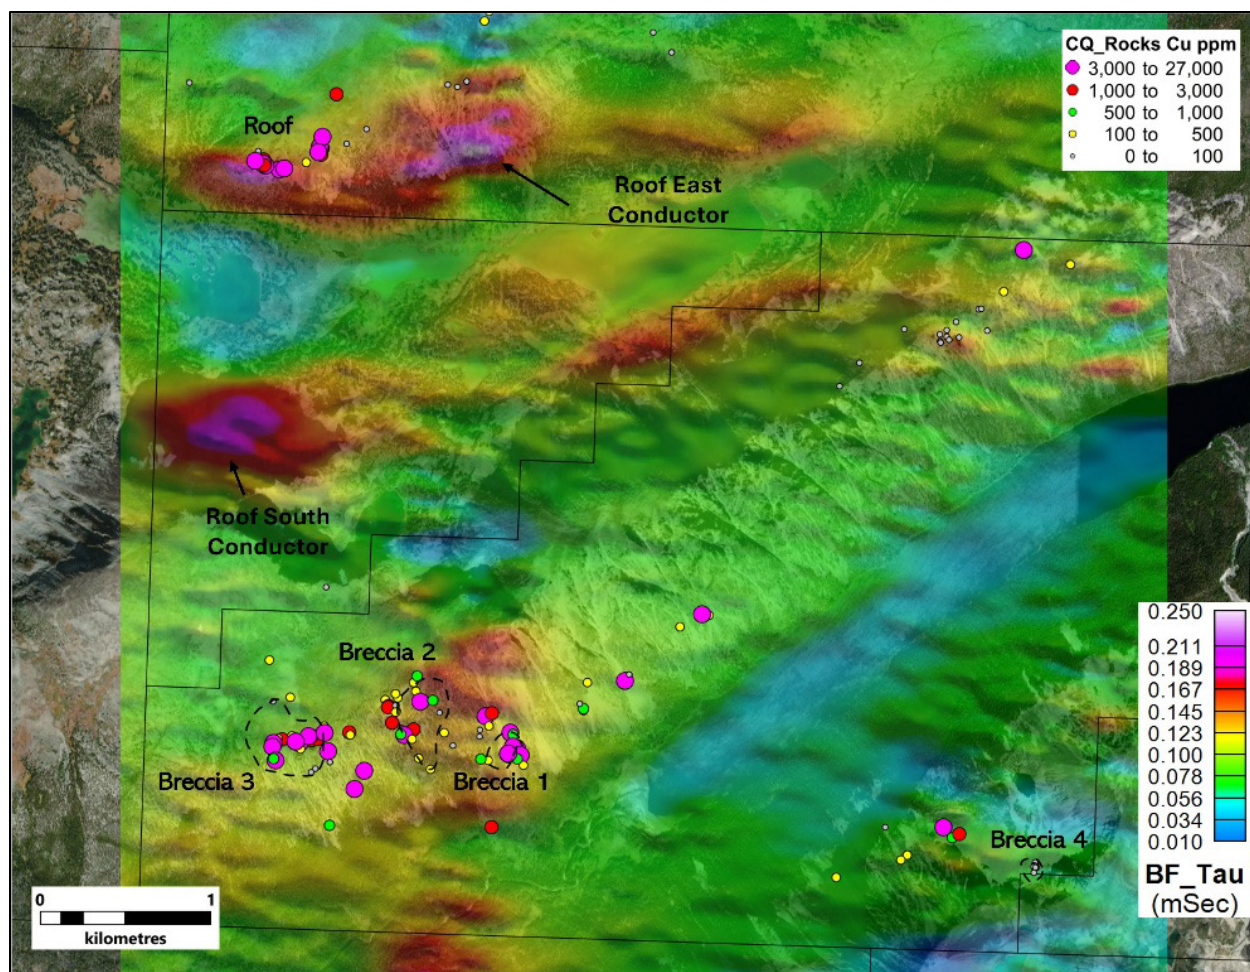 CQ_Rocks Cu ppm
3,000 to 27,000
1,000 to 3,000
500 to 1,000
100 to 500
0 to 100
Roof
Roof East
Conductor
Roof South
Conductor
Breccia 2
Breccia 3
Breccia 1
Breccia 4
0.250
0.211
0.189
0.167
0.145
0.123
0.100
0.078
0.056
0.034
0.010
BF_Tau
(mSec)
0 1
kilometres